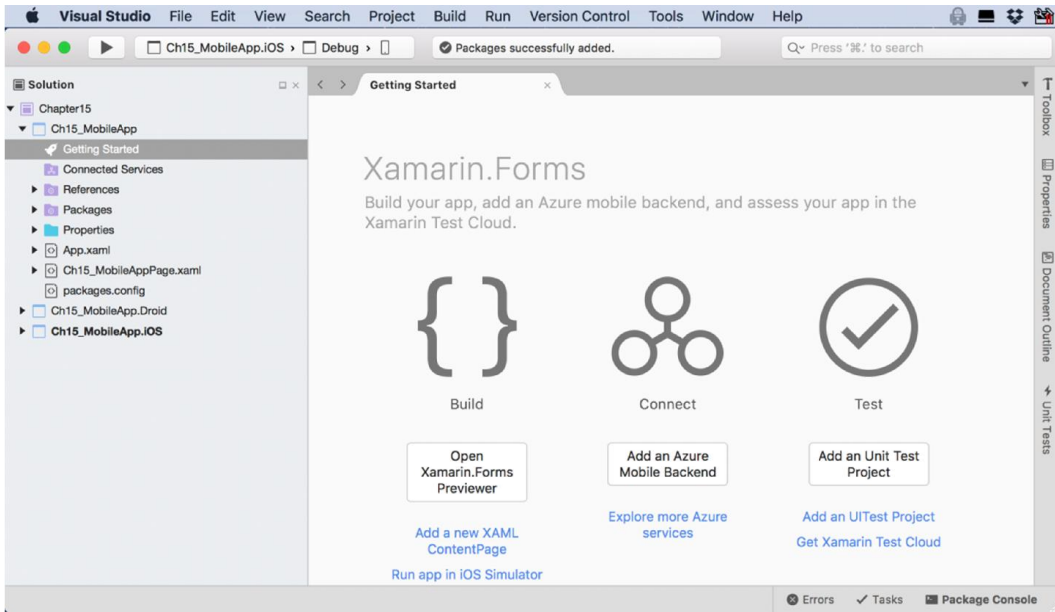 Visual Studio File Edit View Search Project Build Run Version Control Tools Window Help
Ch15_MobileApp.iOS › Debug ›
Packages successfully added.
Press '⌘.' to search
Solution
Chapter15
Ch15_MobileApp
Getting Started
Connected Services
References
Packages
Properties
App.xaml
Ch15_MobileAppPage.xaml
packages.config
Ch15_MobileApp.Droid
Ch15_MobileApp.iOS
Getting Started
Xamarin.Forms
Build your app, add an Azure mobile backend, and assess your app in the
Xamarin Test Cloud.
Build
Open
Xamarin.Forms
Previewer
Add a new XAML
ContentPage
Run app in iOS Simulator
Connect
Add an Azure
Mobile Backend
Explore more Azure
services
Test
Add an Unit Test
Project
Add an UITest Project
Get Xamarin Test Cloud
Toolbox
Properties
Document Outline
Unit Tests
Errors Tasks Package Console